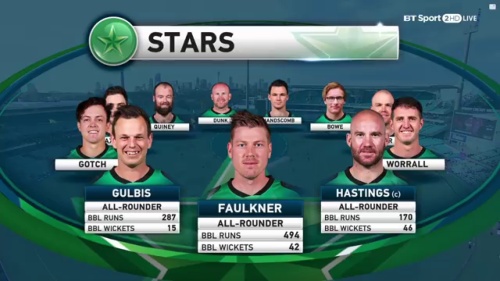 BT Sport 2HD LIVE
STARS
QUINEY
DUNK
HANDSCOMB
BOWE
GOTCH
WORRALL
GULBIS
ALL-ROUNDER
BBL RUNS 287
BBL WICKETS 15
FAULKNER
ALL-ROUNDER
BBL RUNS 494
BBL WICKETS 42
HASTINGS (c)
ALL-ROUNDER
BBL RUNS 170
BBL WICKETS 46